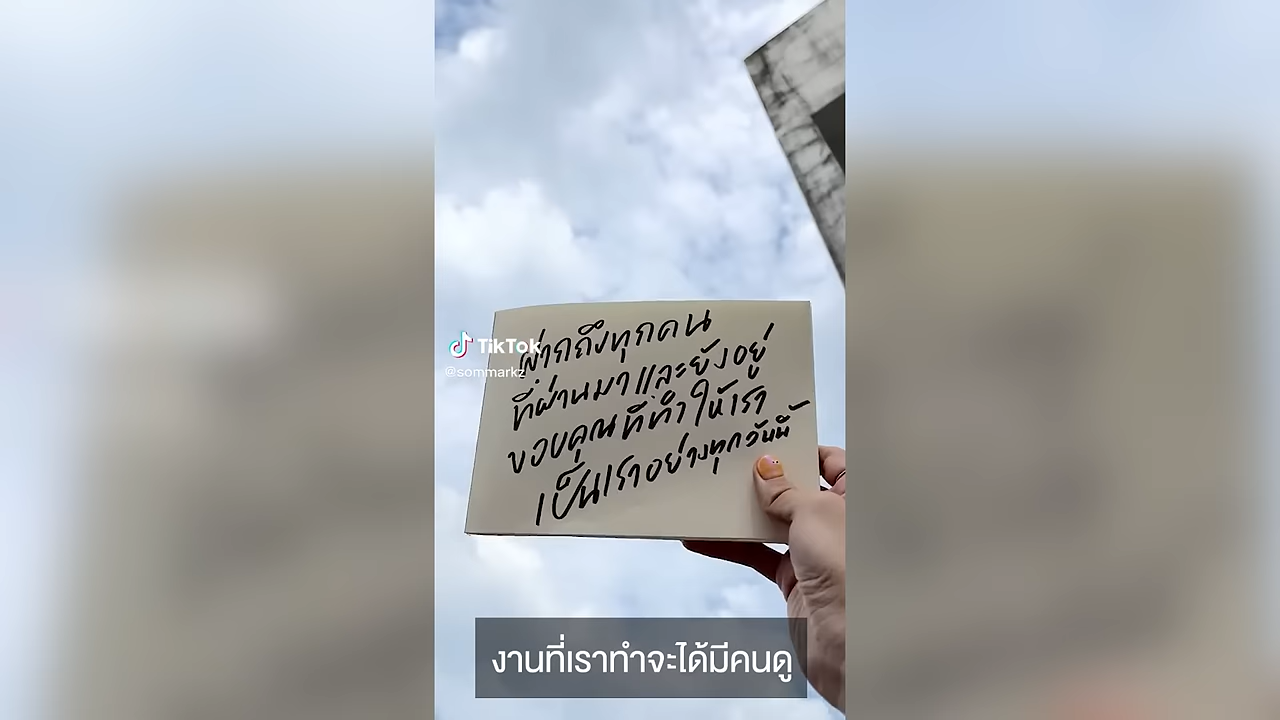 ฝากถึงทุกคน
ที่ผ่านมาและยังอยู่
ขอบคุณที่ทำให้เรา
เป็นเราอย่างทุกวันนี้
TikTok
@sommarkz
งานที่เราทำจะได้มีคนดู